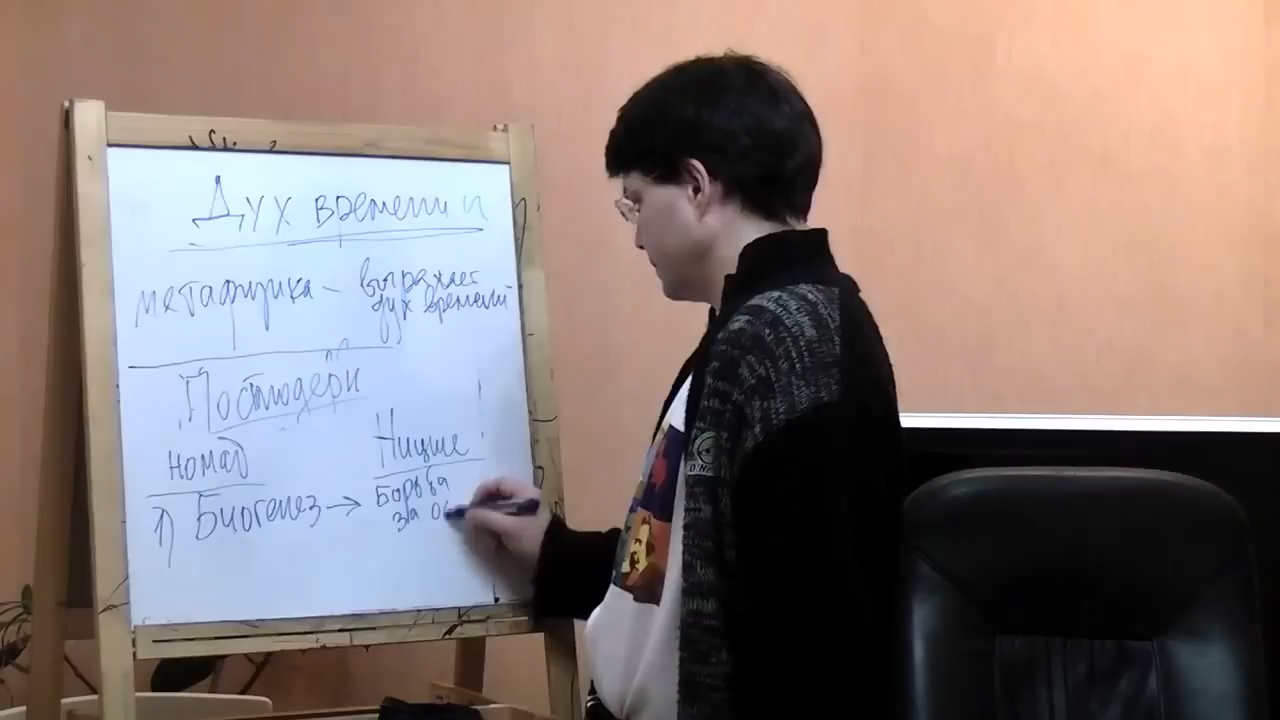 Дух времени
метафизика – выражает
дух времени
Постмодерн
номад
Ницше !
1) Биогенез → Борьба
за